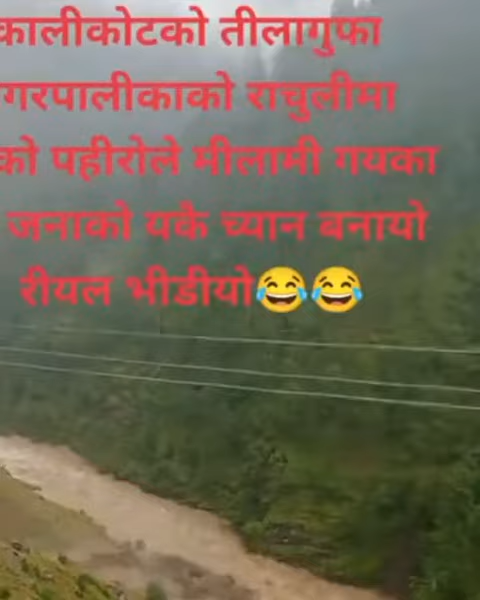 कालीकोटको तीलागुफा
गरपालीकाको राचुलीमा
को पहीरोले मीलामी गयका
जनाको यकै च्यान बनायो
रीयल भीडीयो😂😂